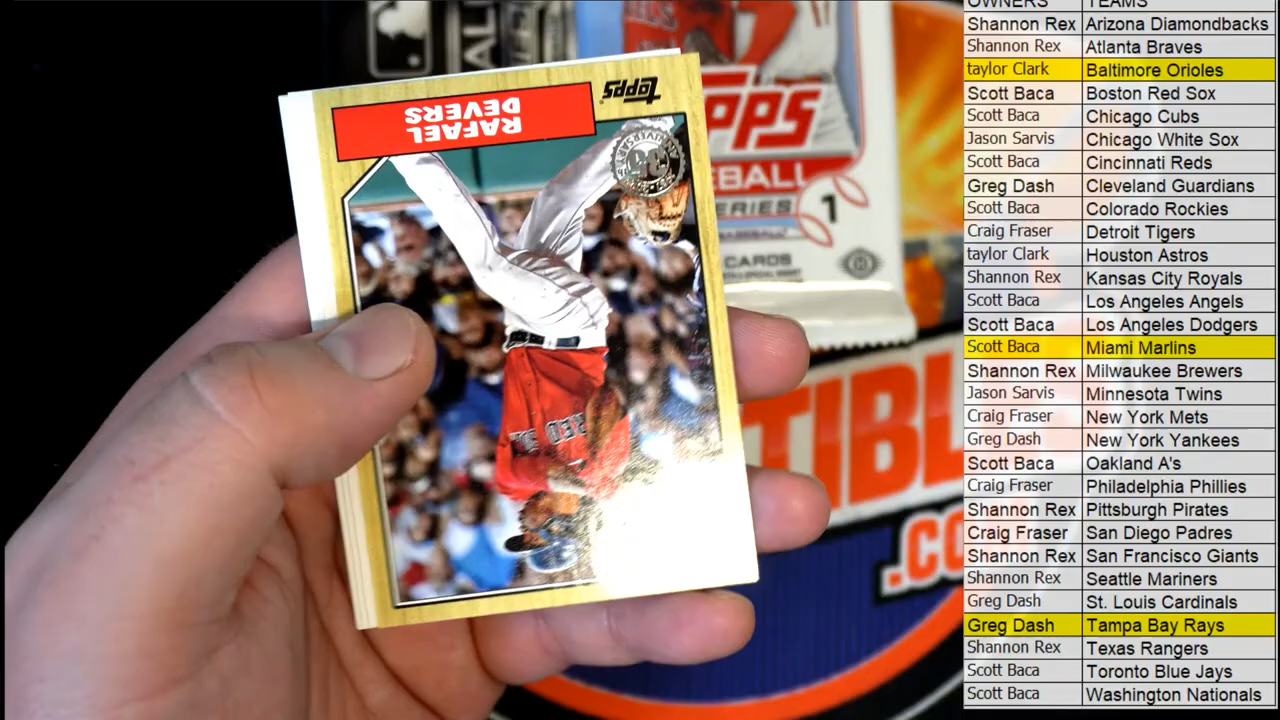 RAFAEL
DEVERS
Topps
RED
TOPPS
BASEBALL
SERIES 1
CARDS
TIBL
.CO
OWNERS TEAMS
Shannon Rex Arizona Diamondbacks
Shannon Rex Atlanta Braves
taylor Clark Baltimore Orioles
Scott Baca Boston Red Sox
Scott Baca Chicago Cubs
Jason Sarvis Chicago White Sox
Scott Baca Cincinnati Reds
Greg Dash Cleveland Guardians
Scott Baca Colorado Rockies
Craig Fraser Detroit Tigers
taylor Clark Houston Astros
Shannon Rex Kansas City Royals
Scott Baca Los Angeles Angels
Scott Baca Los Angeles Dodgers
Scott Baca Miami Marlins
Shannon Rex Milwaukee Brewers
Jason Sarvis Minnesota Twins
Craig Fraser New York Mets
Greg Dash New York Yankees
Scott Baca Oakland A's
Craig Fraser Philadelphia Phillies
Shannon Rex Pittsburgh Pirates
Craig Fraser San Diego Padres
Shannon Rex San Francisco Giants
Shannon Rex Seattle Mariners
Greg Dash St. Louis Cardinals
Greg Dash Tampa Bay Rays
Shannon Rex Texas Rangers
Scott Baca Toronto Blue Jays
Scott Baca Washington Nationals